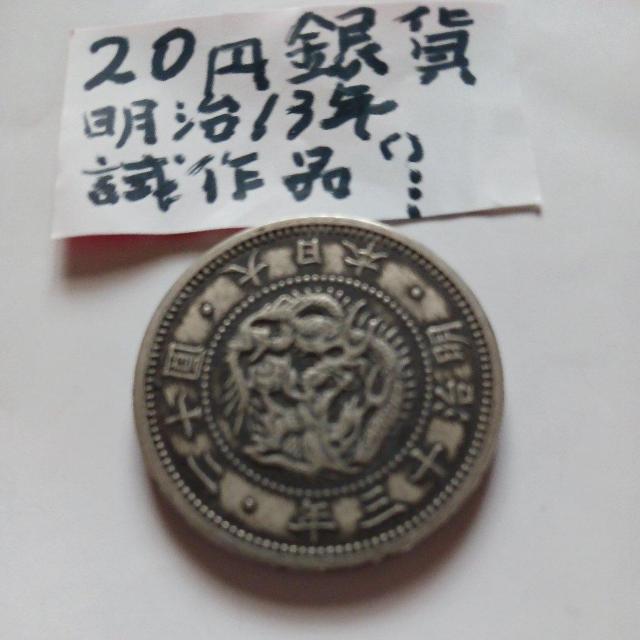 20円銀貨
明治13年
試作品?…
大日本・明治十三年・二十圓・